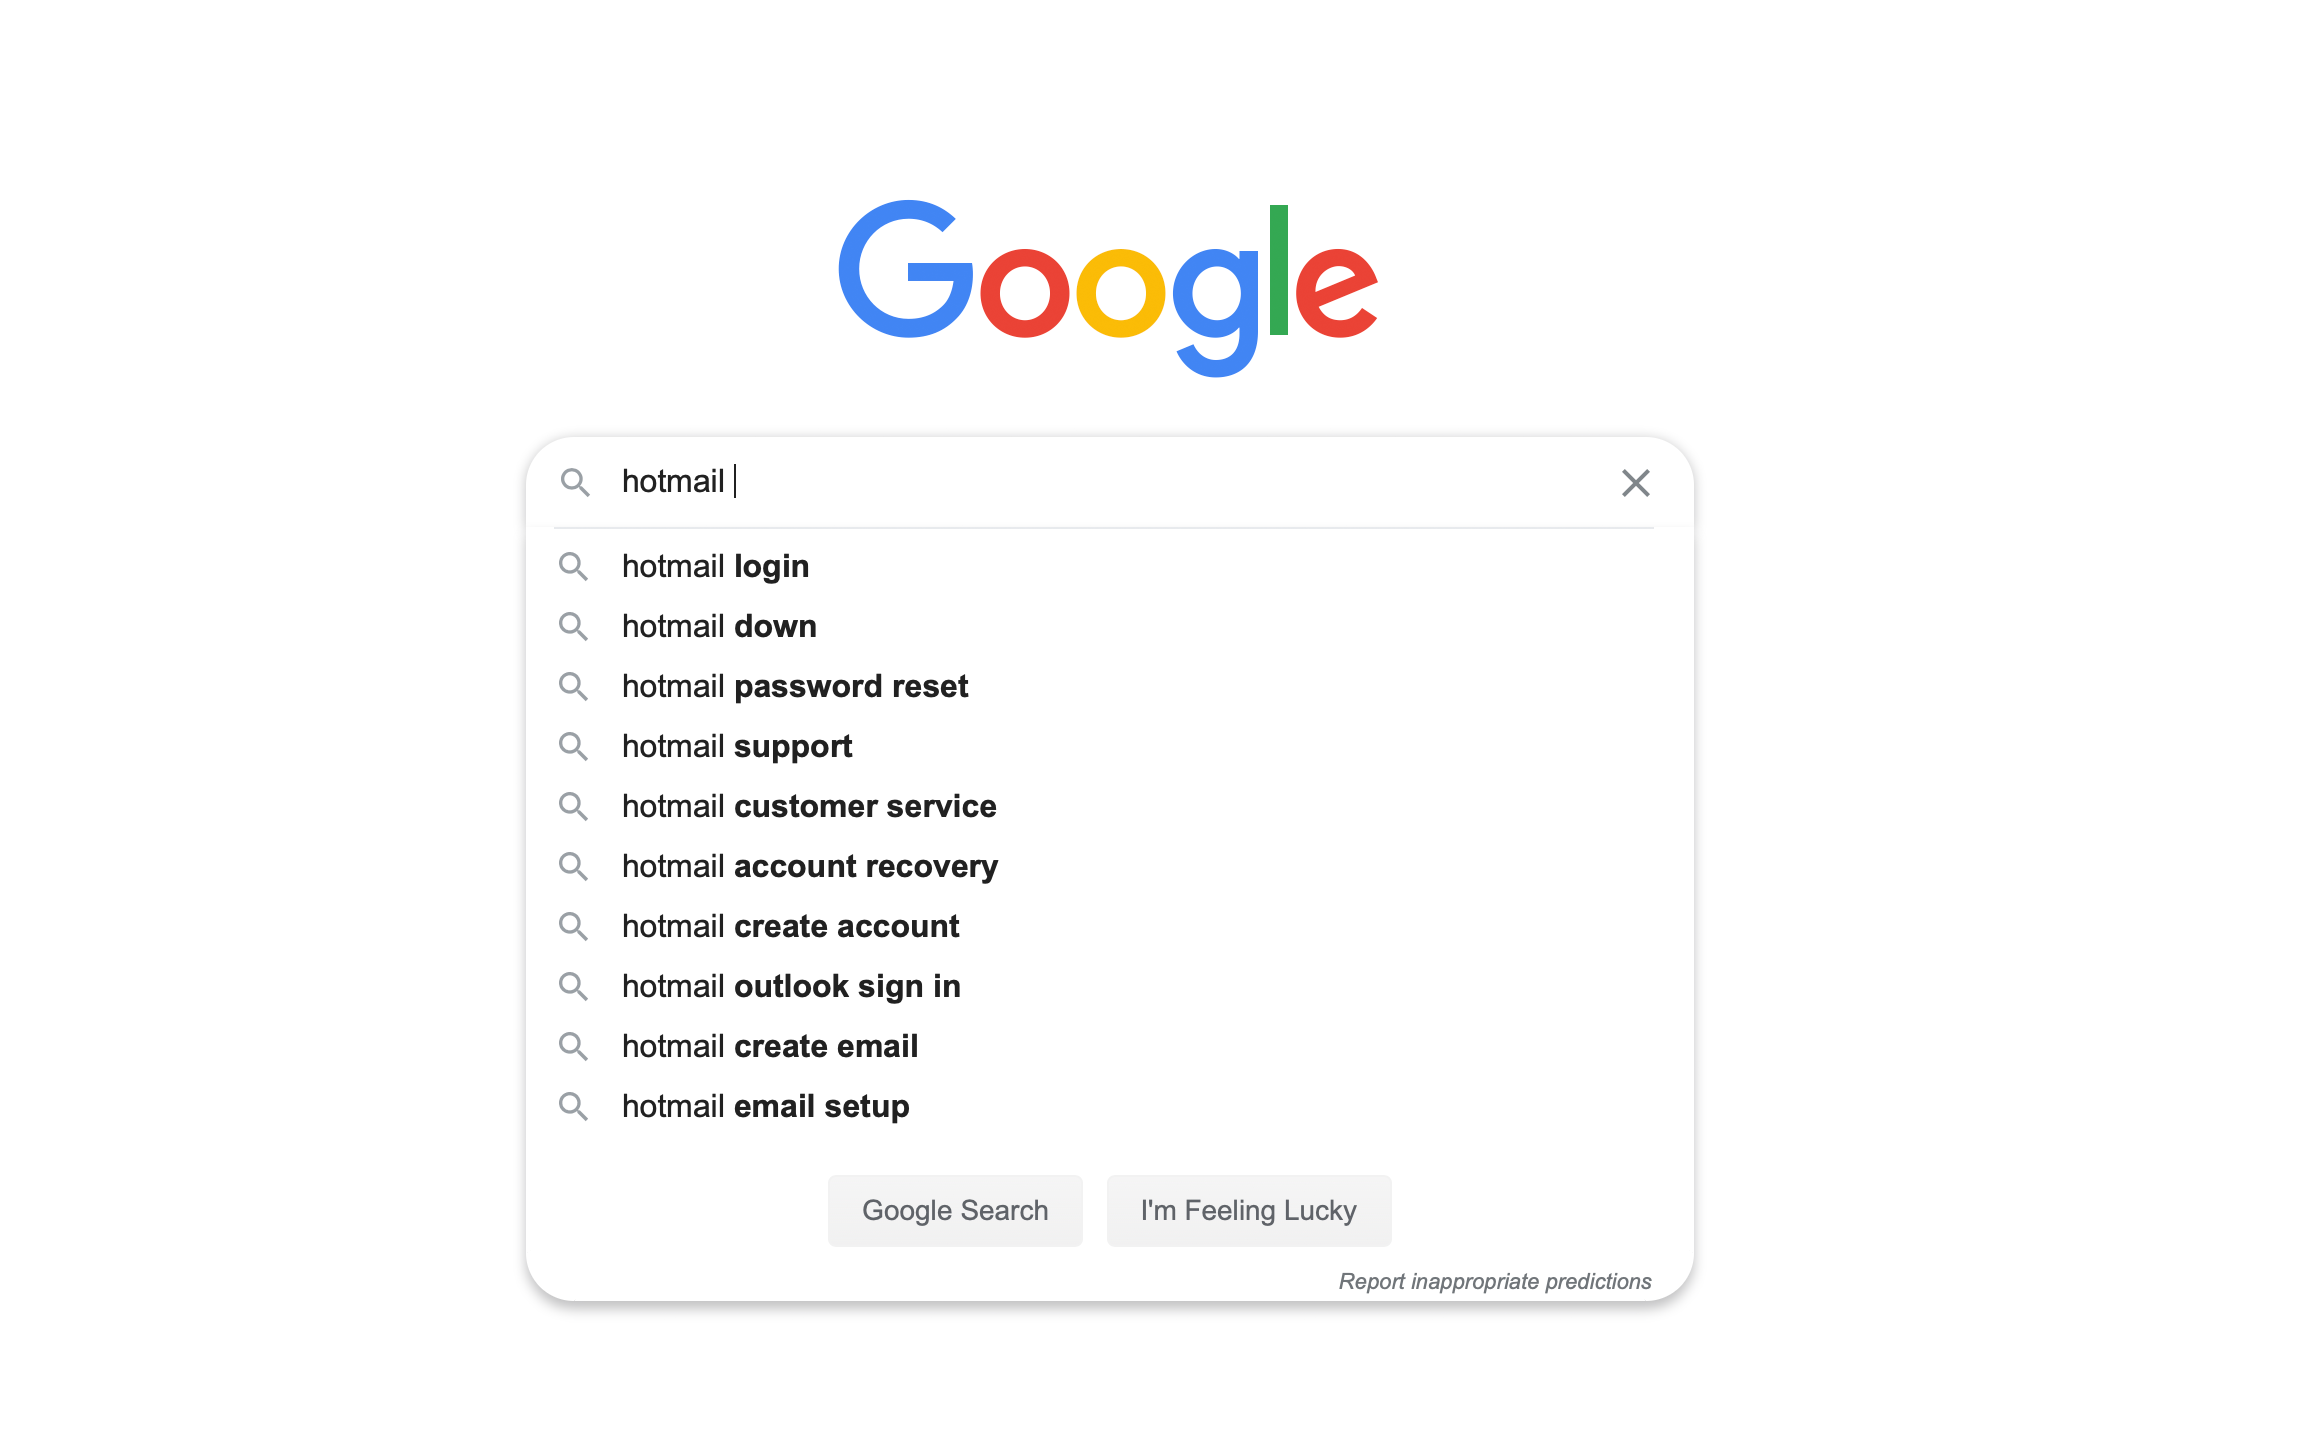 Google
hotmail
hotmail login
hotmail down
hotmail password reset
hotmail support
hotmail customer service
hotmail account recovery
hotmail create account
hotmail outlook sign in
hotmail create email
hotmail email setup
Google Search
I'm Feeling Lucky
Report inappropriate predictions